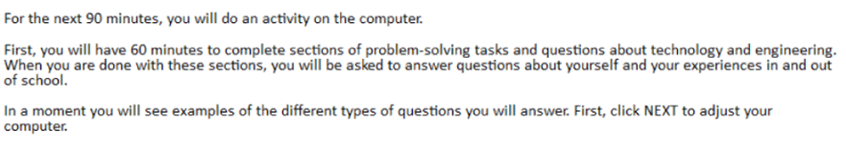 For the next 90 minutes, you will do an activity on the computer.
First, you will have 60 minutes to complete sections of problem-solving tasks and questions about technology and engineering.
When you are done with these sections, you will be asked to answer questions about yourself and your experiences in and out
of school.
In a moment you will see examples of the different types of questions you will answer. First, click NEXT to adjust your
computer.